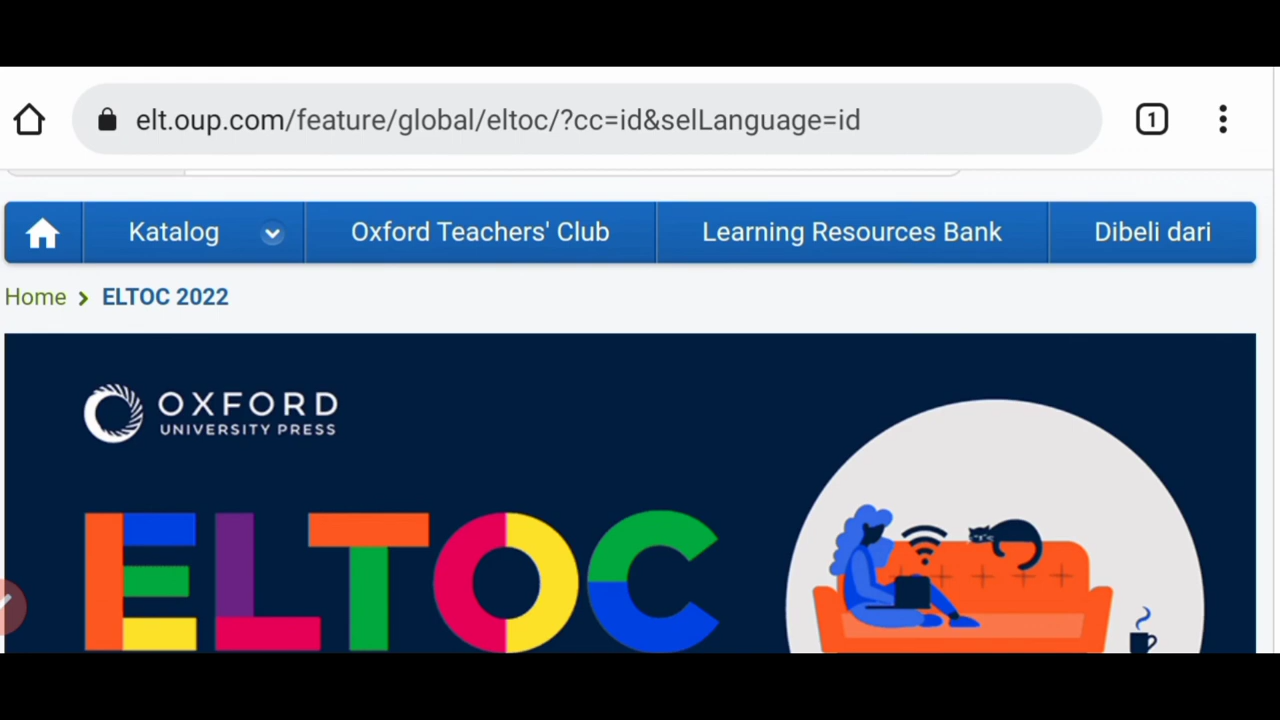 elt.oup.com/feature/global/eltoc/?cc=id&selLanguage=id
1
Katalog
Oxford Teachers' Club
Learning Resources Bank
Dibeli dari
Home
ELTOC 2022
OXFORD
UNIVERSITY PRESS
ELTOC